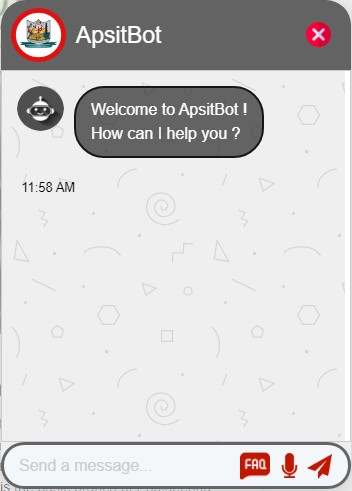 ApsitBot
Welcome to ApsitBot !
How can I help you ?
11:58 AM
Send a message...
FAQ